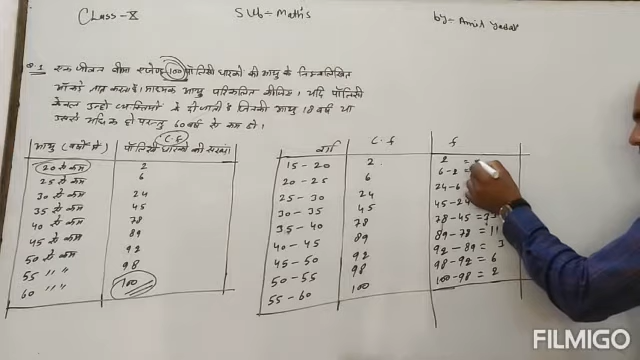 CLass-X Sub-Maths by-Amit Yadav
Q.1 एक जीवन बीमा एजेण्ट 100 पॉलिसी धारकों की आयु के निम्नलिखित
आँकड़े ज्ञात करता है। माध्यक आयु परिकलित कीजिए। यदि पॉलिसी
केवल उन्हीं व्यक्तियों को दी जाती है जिनकी आयु 18 वर्ष या
उससे अधिक हो परन्तु 60 वर्ष से कम हो।
(C.f)
आयु (वर्षों में) पॉलिसी धारकों की संख्या वर्ग C.f f
20 से कम 2 15-20 2 2 =
25 से कम 6 20-25 6 6-2 =
30 से कम 24 25-30 24 24-6
35 से कम 45 30-35 45 45-24
40 से कम 78 35-40 78 78-45 = 33
45 से कम 89 40-45 89 89-78 = 11
50 से कम 92 45-50 92 92-89 = 3
55 " " 98 50-55 98 98-92 = 6
60 " " 100 55-60 100 100-98 = 2
FILMIGO